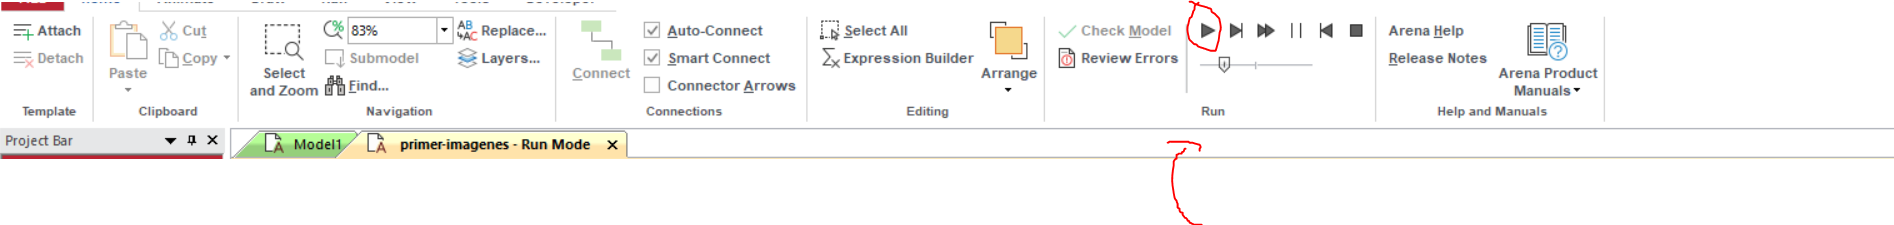 Attach
Detach
Template
Paste
Cut
Copy
Clipboard
Select
and Zoom
83%
Submodel
Find...
Replace...
Layers...
Navigation
Connect
Auto-Connect
Smart Connect
Connector Arrows
Connections
Select All
Expression Builder
Arrange
Editing
Check Model
Review Errors
Run
Arena Help
Release Notes
Arena Product
Manuals
Help and Manuals
Project Bar
Model1
primer-imagenes - Run Mode